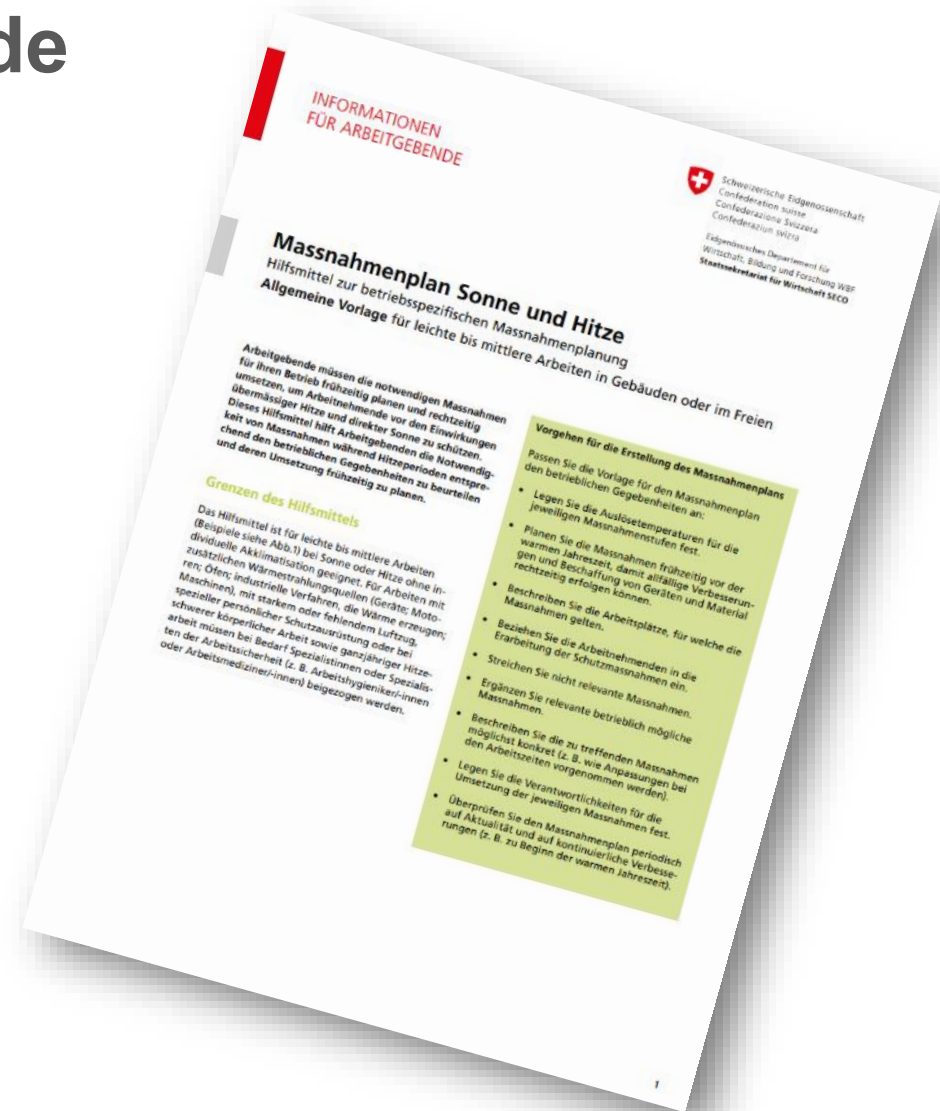 de
INFORMATIONEN
FÜR ARBEITGEBENDE
Schweizerische Eidgenossenschaft
Confédération suisse
Confederazione Svizzera
Confederaziun svizra
Eidgenössisches Departement für
Wirtschaft, Bildung und Forschung WBF
Staatssekretariat für Wirtschaft SECO
Massnahmenplan Sonne und Hitze
Hilfsmittel zur betriebsspezifischen Massnahmenplanung
Allgemeine Vorlage für leichte bis mittlere Arbeiten in Gebäuden oder im Freien
Arbeitgebende müssen die notwendigen Massnahmen
für ihren Betrieb frühzeitig planen und rechtzeitig
umsetzen, um Arbeitnehmende vor den Einwirkungen
übermässiger Hitze und direkter Sonne zu schützen.
Dieses Hilfsmittel hilft Arbeitgebenden die Notwendig-
keit von Massnahmen während Hitzeperioden entspre-
chend den betrieblichen Gegebenheiten zu beurteilen
und deren Umsetzung frühzeitig zu planen.
Grenzen des Hilfsmittels
Das Hilfsmittel ist für leichte bis mittlere Arbeiten
(Beispiele siehe Abb.1) bei Sonne oder Hitze ohne in-
dividuelle Akklimatisation geeignet. Für Arbeiten mit
zusätzlichen Wärmestrahlungsquellen (Geräte; Moto-
ren; Öfen; industrielle Verfahren, die Wärme erzeugen;
Maschinen), mit starkem oder fehlendem Luftzug,
spezieller persönlicher Schutzausrüstung oder bei
schwerer körperlicher Arbeit sowie ganzjähriger Hitze-
arbeit müssen bei Bedarf Spezialistinnen oder Spezialis-
ten der Arbeitssicherheit (z. B. Arbeitshygieniker/-innen
oder Arbeitsmediziner/-innen) beigezogen werden.
Vorgehen für die Erstellung des Massnahmenplans
Passen Sie die Vorlage für den Massnahmenplan
den betrieblichen Gegebenheiten an:
• Legen Sie die Auslösetemperaturen für die
jeweiligen Massnahmenstufen fest.
• Planen Sie die Massnahmen frühzeitig vor der
warmen Jahreszeit, damit allfällige Verbesserun-
gen und Beschaffung von Geräten und Material
rechtzeitig erfolgen können.
• Beschreiben Sie die Arbeitsplätze, für welche die
Massnahmen gelten.
• Beziehen Sie die Arbeitnehmenden in die
Erarbeitung der Schutzmassnahmen ein.
• Streichen Sie nicht relevante Massnahmen.
• Ergänzen Sie relevante betrieblich mögliche
Massnahmen.
• Beschreiben Sie die zu treffenden Massnahmen
möglichst konkret (z. B. wie Anpassungen bei
den Arbeitszeiten vorgenommen werden).
• Legen Sie die Verantwortlichkeiten für die
Umsetzung der jeweiligen Massnahmen fest.
• Überprüfen Sie den Massnahmenplan periodisch
auf Aktualität und auf kontinuierliche Verbesse-
rungen (z. B. zu Beginn der warmen Jahreszeit).
1